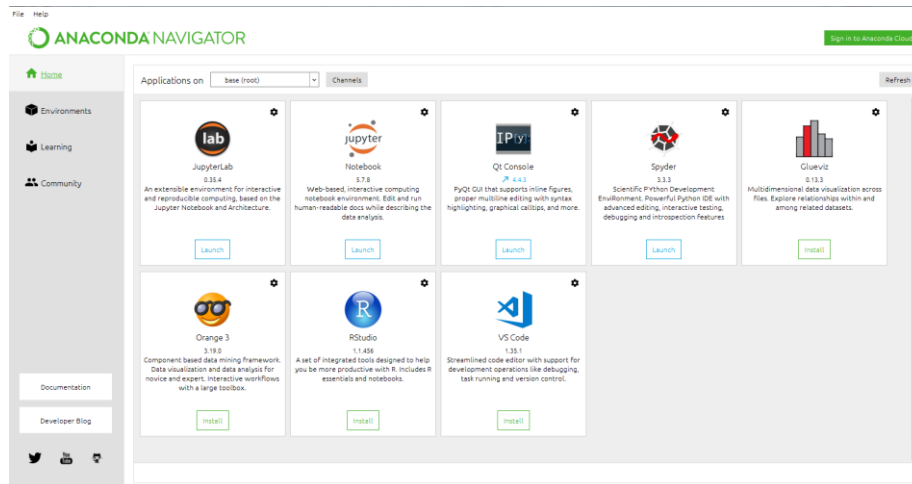 File Help
ANACONDA NAVIGATOR
Sign in to Anaconda Cloud
Home
Environments
Learning
Community
Documentation
Developer Blog
You
Tube
Applications on base (root) Channels Refresh
lab
JupyterLab
0.35.4
An extensible environment for interactive
and reproducible computing, based on the
Jupyter Notebook and Architecture.
Launch
jupyter
Notebook
5.7.8
Web-based, interactive computing
notebook environment. Edit and run
human-readable docs while describing the
data analysis.
Launch
IP[y]:
Qt Console
4.4.3
PyQt GUI that supports inline figures,
proper multiline editing with syntax
highlighting, graphical calltips, and more.
Launch
Spyder
3.3.3
Scientific PYthon Development
EnviRonment. Powerful Python IDE with
advanced editing, interactive testing,
debugging and introspection features
Launch
Glueviz
0.13.3
Multidimensional data visualization across
files. Explore relationships within and
among related datasets.
Install
Orange 3
3.19.0
Component based data mining framework.
Data visualization and data analysis for
novice and expert. Interactive workflows
with a large toolbox.
Install
R
RStudio
1.1.456
A set of integrated tools designed to help
you be more productive with R. Includes R
essentials and notebooks.
Install
VS Code
1.35.1
Streamlined code editor with support for
development operations like debugging,
task running and version control.
Install